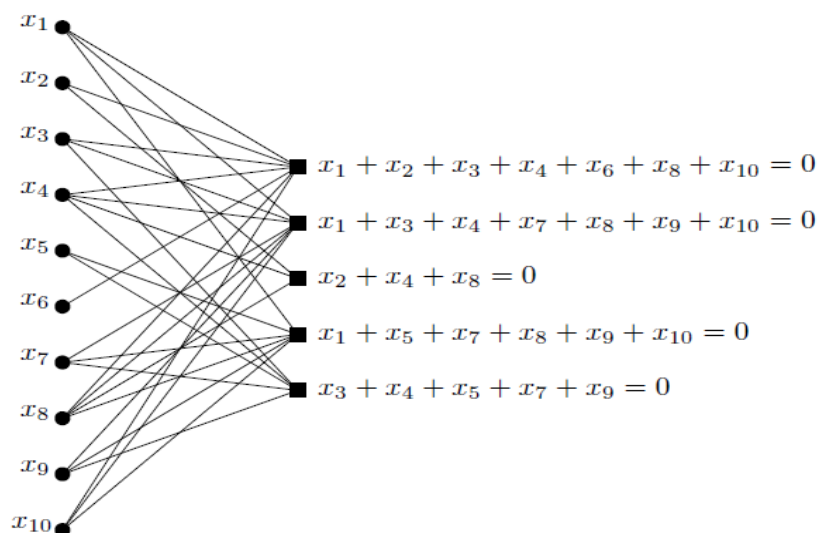 x₁
x₂
x₃
x₄
x₅
x₆
x₇
x₈
x₉
x₁₀
x₁ + x₂ + x₃ + x₄ + x₆ + x₈ + x₁₀ = 0
x₁ + x₃ + x₄ + x₇ + x₈ + x₉ + x₁₀ = 0
x₂ + x₄ + x₈ = 0
x₁ + x₅ + x₇ + x₈ + x₉ + x₁₀ = 0
x₃ + x₄ + x₅ + x₇ + x₉ = 0